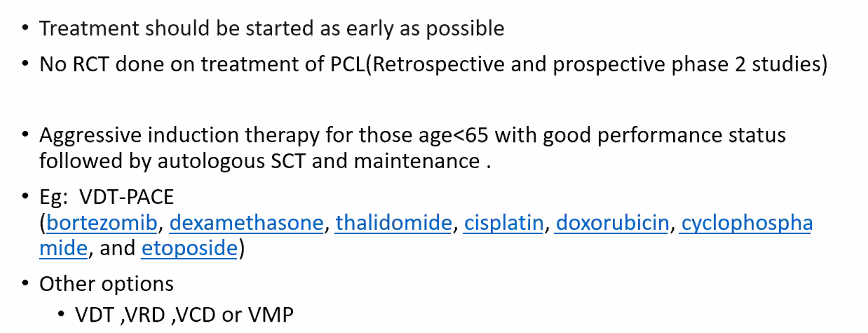 • Treatment should be started as early as possible
• No RCT done on treatment of PCL(Retrospective and prospective phase 2 studies)
• Aggressive induction therapy for those age<65 with good performance status
followed by autologous SCT and maintenance .
• Eg: VDT-PACE
(bortezomib, dexamethasone, thalidomide, cisplatin, doxorubicin, cyclophospha
mide, and etoposide)
• Other options
• VDT ,VRD ,VCD or VMP